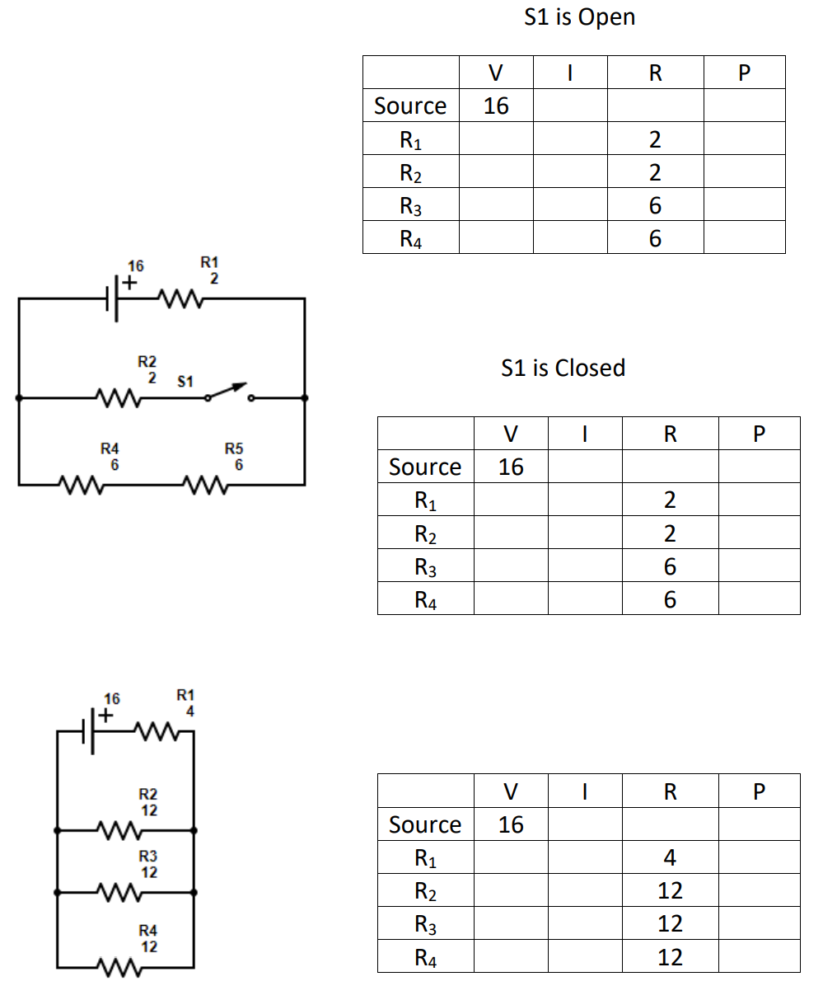 S1 is Open
V I R P
Source 16
R1 2
R2 2
R3 6
R4 6
16 R1
+ 2
R2
2 S1
R4 R5
6 6
S1 is Closed
V I R P
Source 16
R1 2
R2 2
R3 6
R4 6
16 R1
+ 4
R2
12
R3
12
R4
12
V I R P
Source 16
R1 4
R2 12
R3 12
R4 12